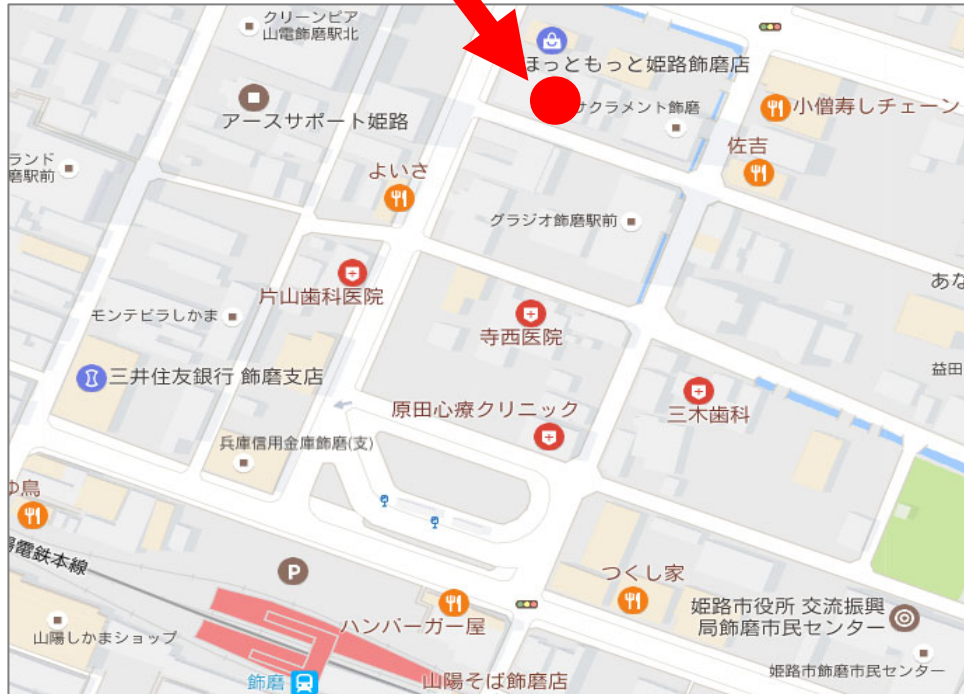 クリーンピア
山電飾磨駅北
ほっともっと姫路飾磨店
小僧寿しチェーン
サクラメント飾磨
アースサポート姫路
佐吉
ランド
磨駅前
よいさ
グラジオ飾磨駅前
片山歯科医院
あな
モンテビラしかま
寺西医院
三井住友銀行 飾磨支店
益田
原田心療クリニック
三木歯科
兵庫信用金庫飾磨(支)
ゆ鳥
陽電鉄本線
P
つくし家
姫路市役所 交流振興
局飾磨市民センター
ハンバーガー屋
山陽しかまショップ
姫路市飾磨市民センター
飾磨
山陽そば飾磨店